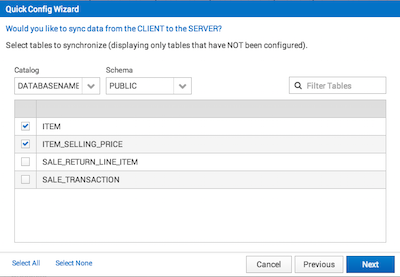 Quick Config Wizard
Would you like to sync data from the CLIENT to the SERVER?
Select tables to synchronize (displaying only tables that have NOT been configured).
Catalog Schema
DATABASENAME PUBLIC Filter Tables
ITEM
ITEM_SELLING_PRICE
SALE_RETURN_LINE_ITEM
SALE_TRANSACTION
Select All Select None Cancel Previous Next